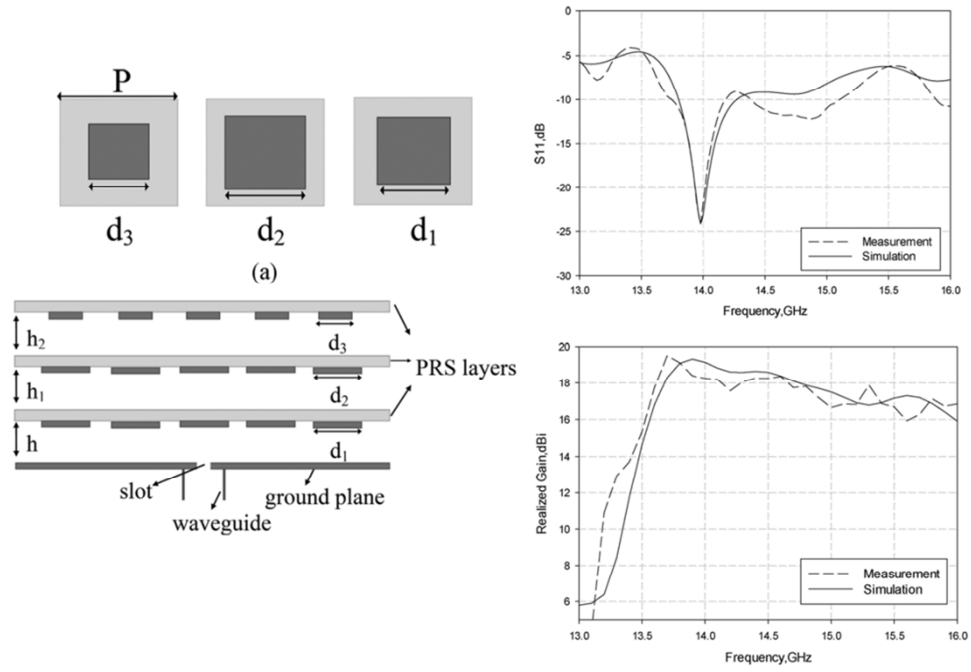 P
d3
d2
d1
(a)
h2
d3
h1
d2
PRS layers
h
d1
slot
waveguide
ground plane
0
-5
-10
-15
-20
-25
-30
S11,dB
Measurement
Simulation
13.0 13.5 14.0 14.5 15.0 15.5 16.0
Frequency,GHz
20
18
16
14
12
10
8
6
Realized Gain,dBi
Measurement
Simulation
13.0 13.5 14.0 14.5 15.0 15.5 16.0
Frequency,GHz